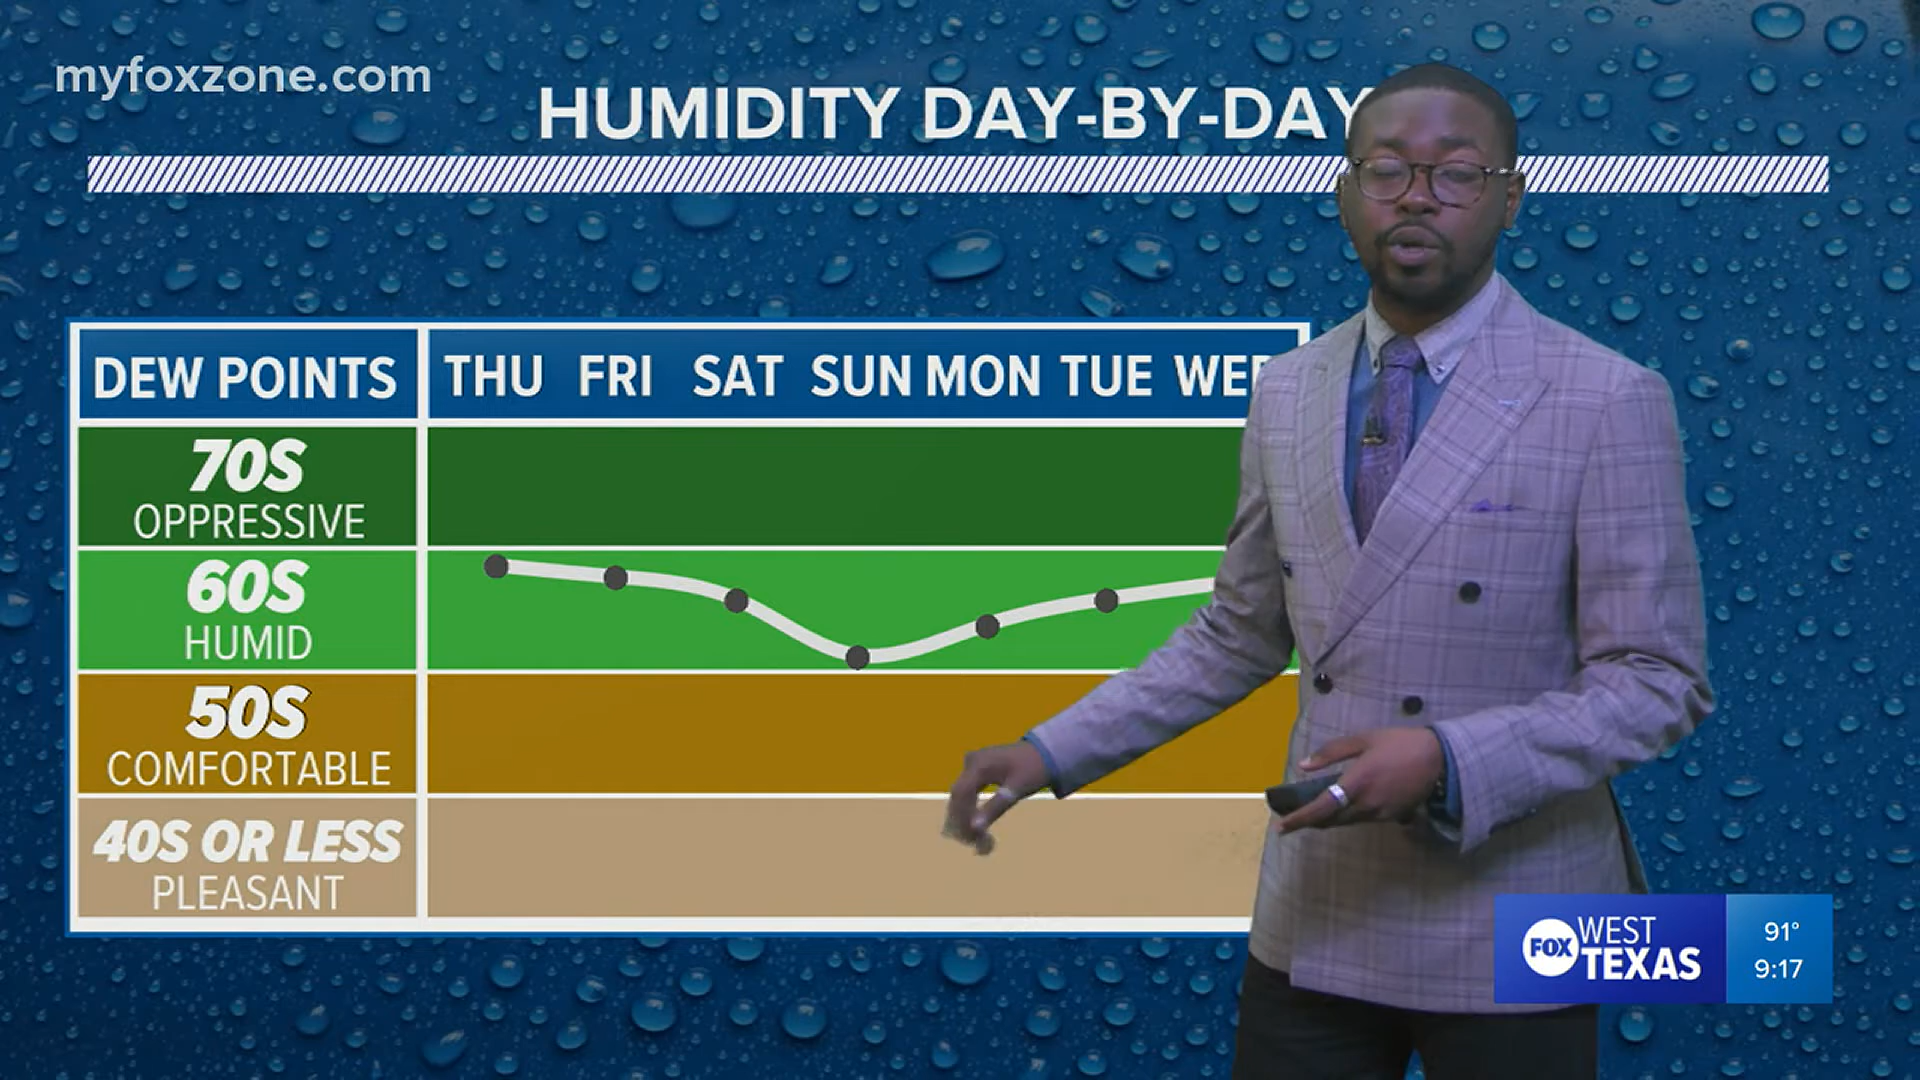 myfoxzone.com
HUMIDITY DAY-BY-DAY
DEW POINTS THU FRI SAT SUN MON TUE WE
70S
OPPRESSIVE
60S
HUMID
50S
COMFORTABLE
40S OR LESS
PLEASANT
FOX WEST TEXAS
91°
9:17